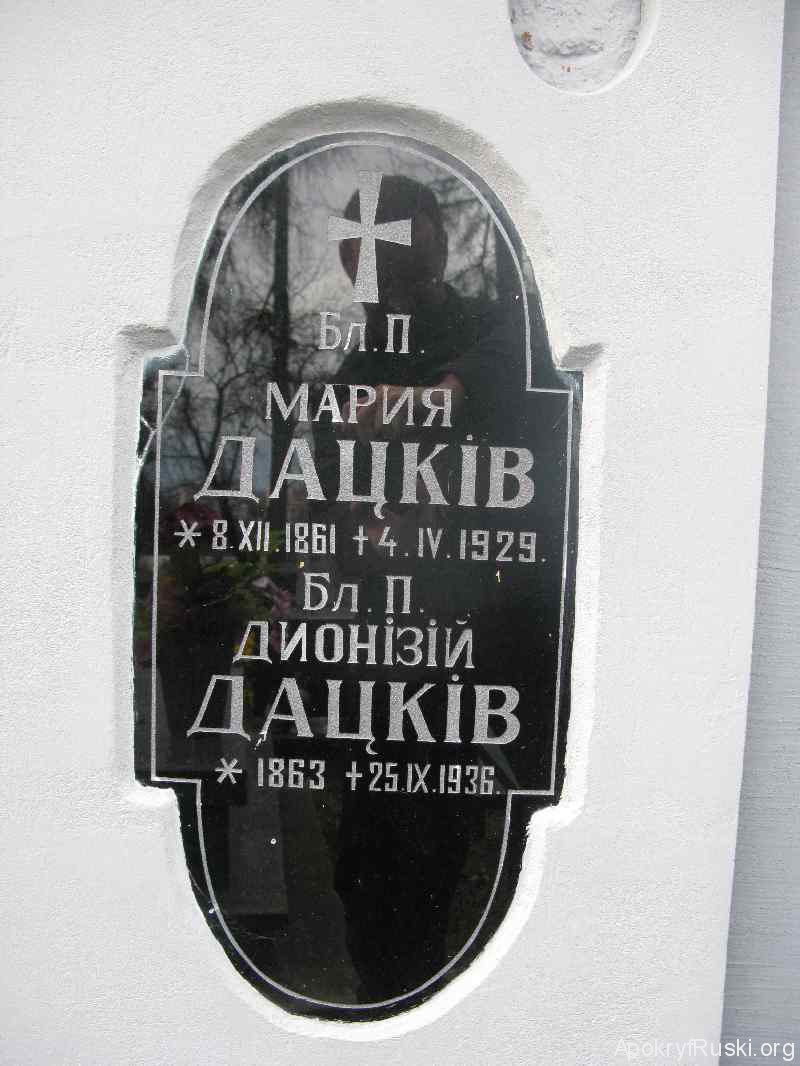 Бл. П.
МАРИЯ
ДАЦКІВ
* 8.XII.1861 + 4.IV.1929.
Бл. П.
ДИОНІЗІЙ
ДАЦКІВ
* 1863 + 25.IX.1936.
ApokryfRuski.org